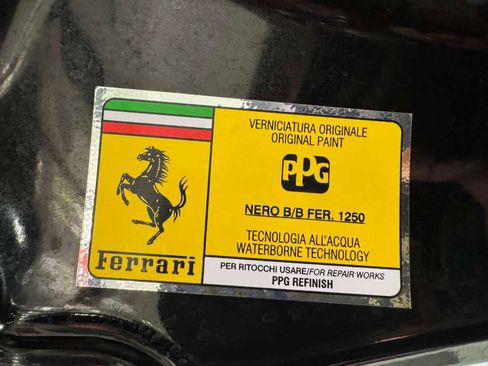 VERNICIATURA ORIGINALE
ORIGINAL PAINT
PPG
NERO B/B FER. 1250
TECNOLOGIA ALL'ACQUA
WATERBORNE TECHNOLOGY
Ferrari
PER RITOCCHI USARE/FOR REPAIR WORKS
PPG REFINISH